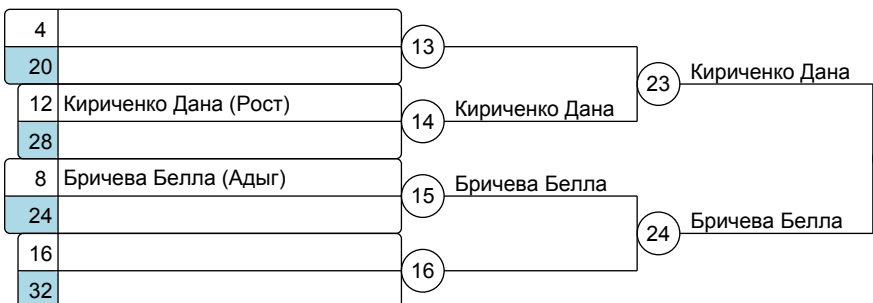 4
13
20
23 Кириченко Дана
12 Кириченко Дана (Рост)
14 Кириченко Дана
28
8 Бричева Белла (Адыг)
15 Бричева Белла
24
24 Бричева Белла
16
16
32